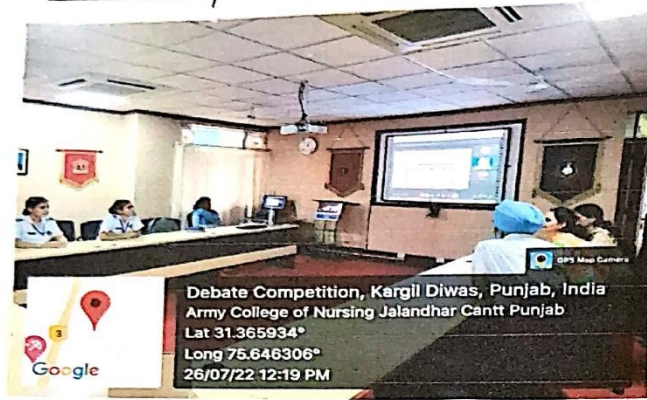 GPS Map Camera
Debate Competition, Kargil Diwas, Punjab, India
Army College of Nursing Jalandhar Cantt Punjab
Lat 31.365934°
Long 75.646306°
26/07/22 12:19 PM
3
Google